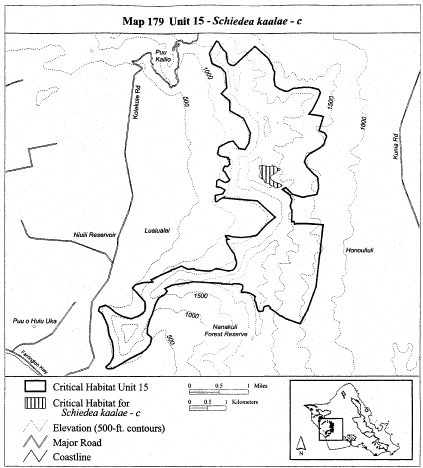 Map 179 Unit 15 - Schiedea kaalae - c
Puu
Kailio
1000
500
1500
1000
Kolekole Rd
Kunia Rd
Niulii Reservoir
Lualualei
Honouliuli
Puu o Hulu Uka
1500
1000
Nanakuli
Forest Reserve
500
Farrington Hwy
Critical Habitat Unit 15
Critical Habitat for
Schiedea kaalae - c
Elevation (500-ft. contours)
Major Road
Coastline
0 0.5 1 Miles
0 0.5 1 Kilometers
N